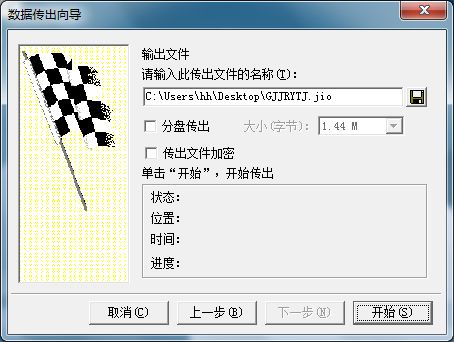 数据传出向导
输出文件
请输入此传出文件的名称(I):
C:\Users\hh\Desktop\GJJRYTJ.jio
分盘传出 大小(字节): 1.44 M
传出文件加密
单击“开始”，开始传出
状态:
位置:
时间:
进度:
取消(C) 上一步(B) 下一步(N) 开始(S)